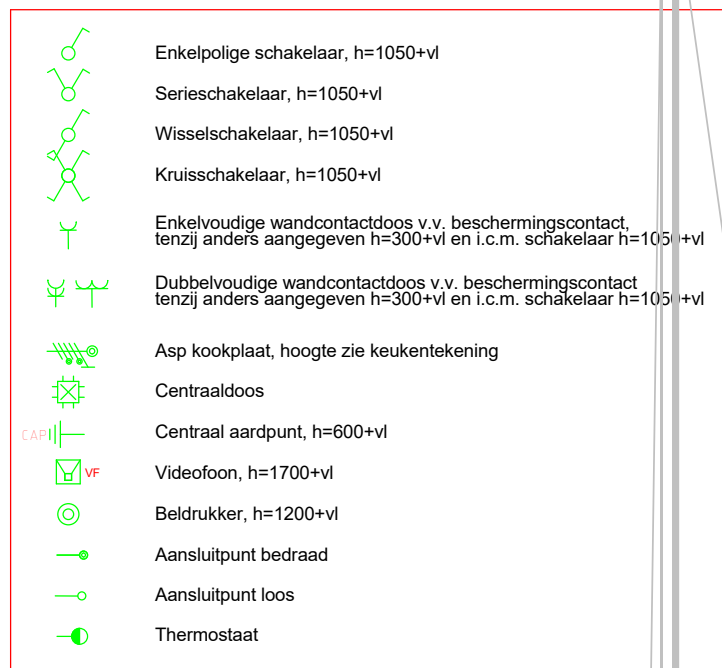 Enkelpolige schakelaar, h=1050+vl
Serieschakelaar, h=1050+vl
Wisselschakelaar, h=1050+vl
Kruisschakelaar, h=1050+vl
Enkelvoudige wandcontactdoos v.v. beschermingscontact,
tenzij anders aangegeven h=300+vl en i.c.m. schakelaar h=1050+vl
Dubbelvoudige wandcontactdoos v.v. beschermingscontact
tenzij anders aangegeven h=300+vl en i.c.m. schakelaar h=1050+vl
Asp kookplaat, hoogte zie keukentekening
Centraaldoos
CAP Centraal aardpunt, h=600+vl
VF Videofoon, h=1700+vl
Beldrukker, h=1200+vl
Aansluitpunt bedraad
Aansluitpunt loos
Thermostaat